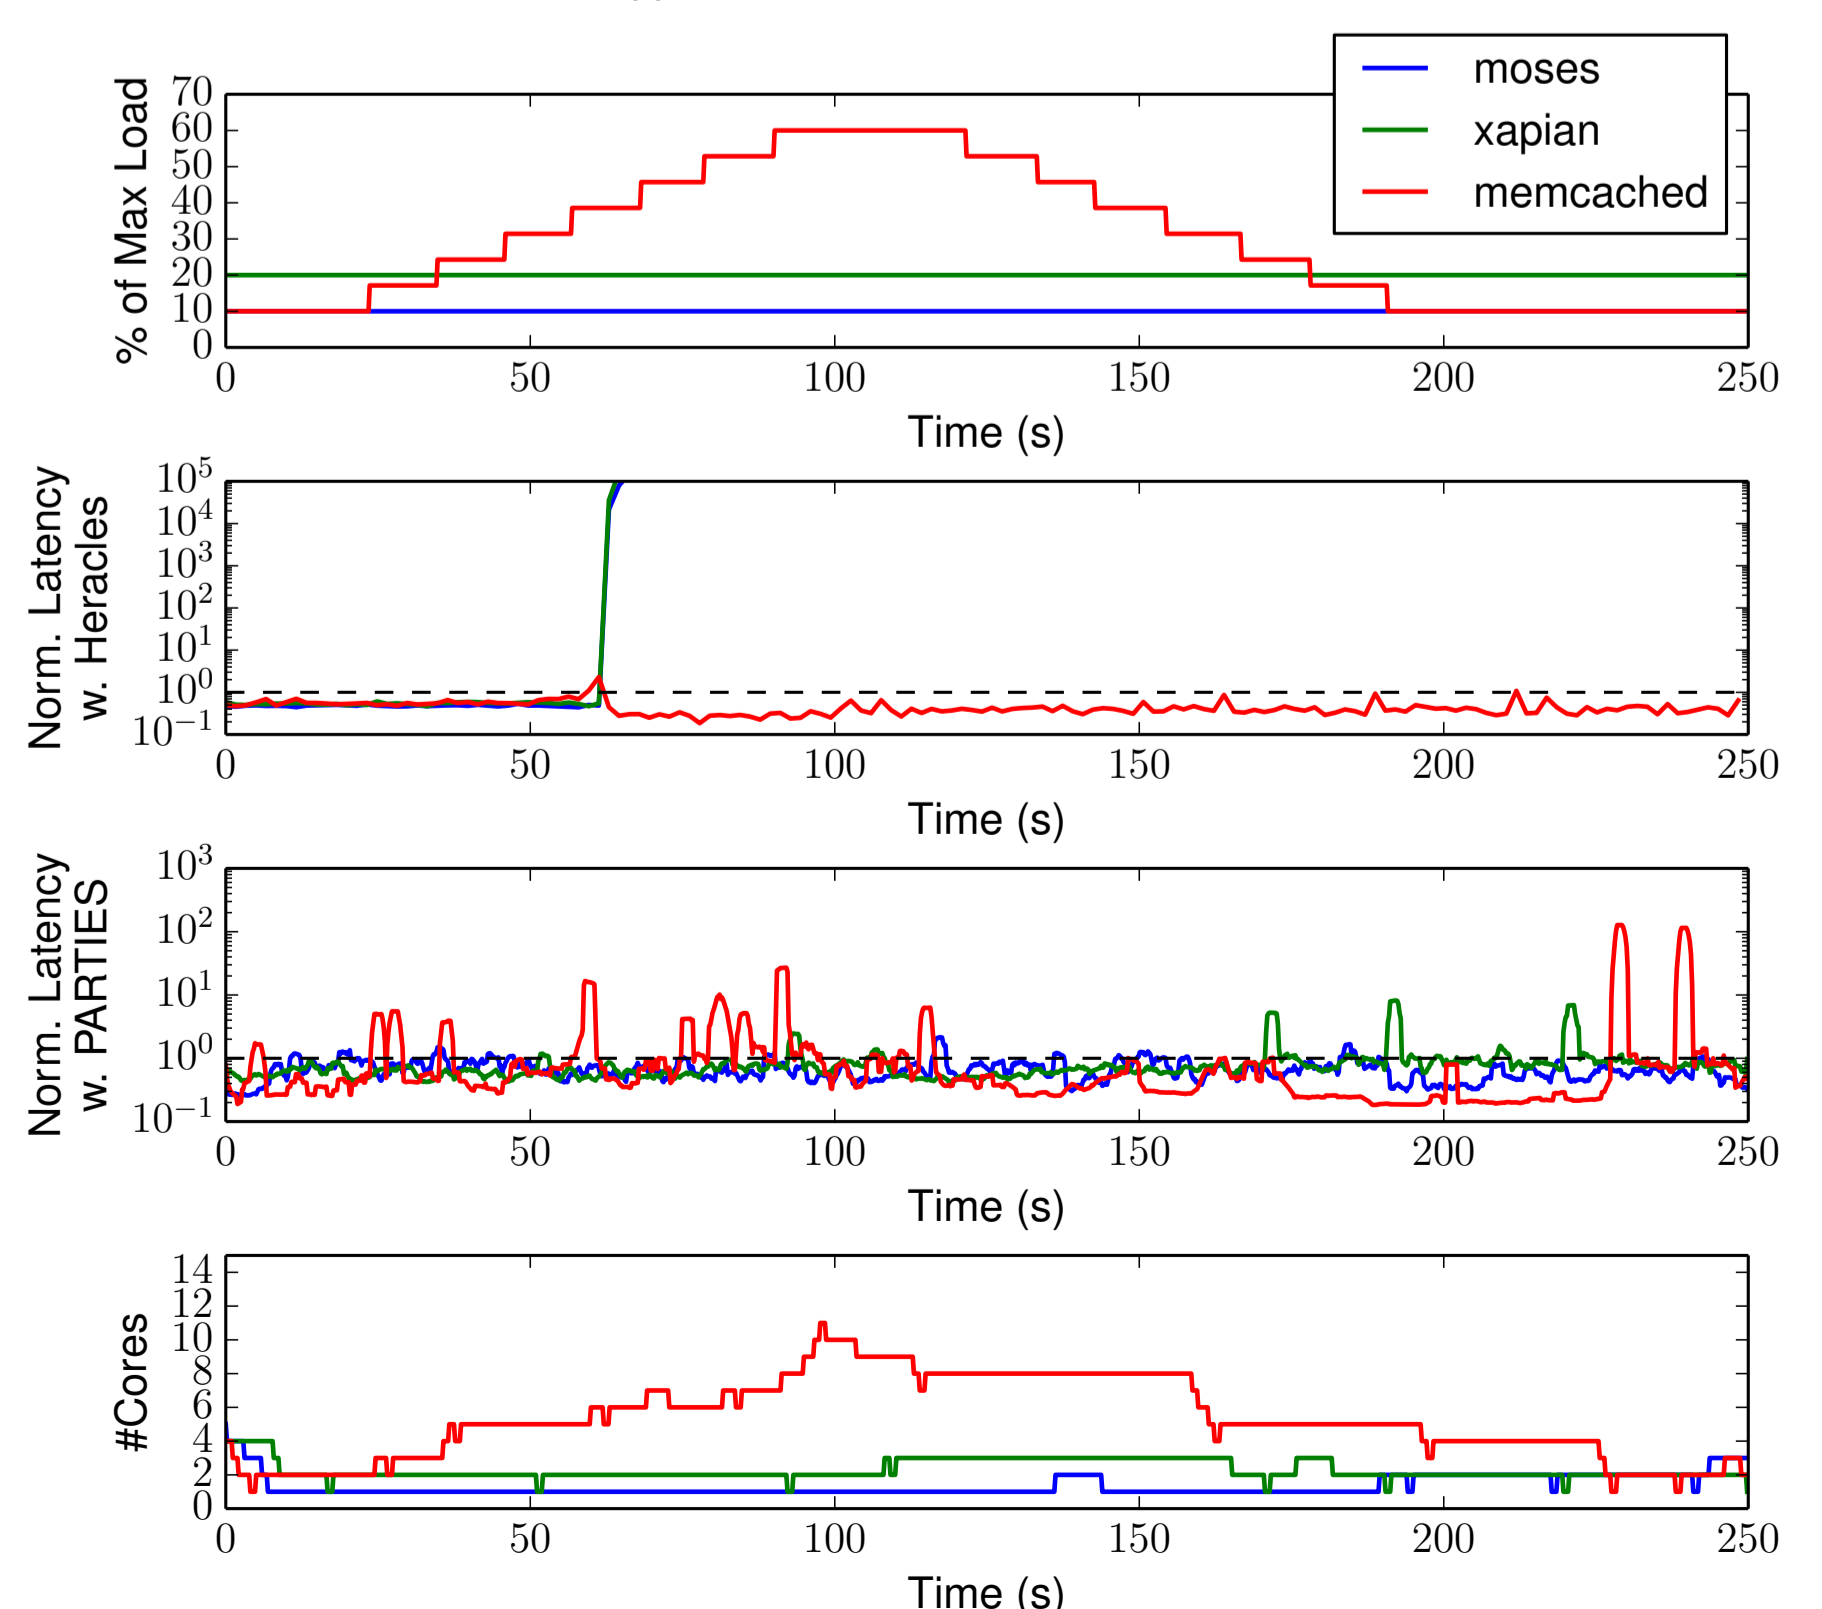 moses
xapian
memcached
% of Max Load
70
60
50
40
30
20
10
0
0 50 100 150 200 250
Time (s)
Norm. Latency
w. Heracles
10^5
10^4
10^3
10^2
10^1
10^0
10^−1
0 50 100 150 200 250
Time (s)
Norm. Latency
w. PARTIES
10^3
10^2
10^1
10^0
10^−1
0 50 100 150 200 250
Time (s)
#Cores
14
12
10
8
6
4
2
0
0 50 100 150 200 250
Time (s)